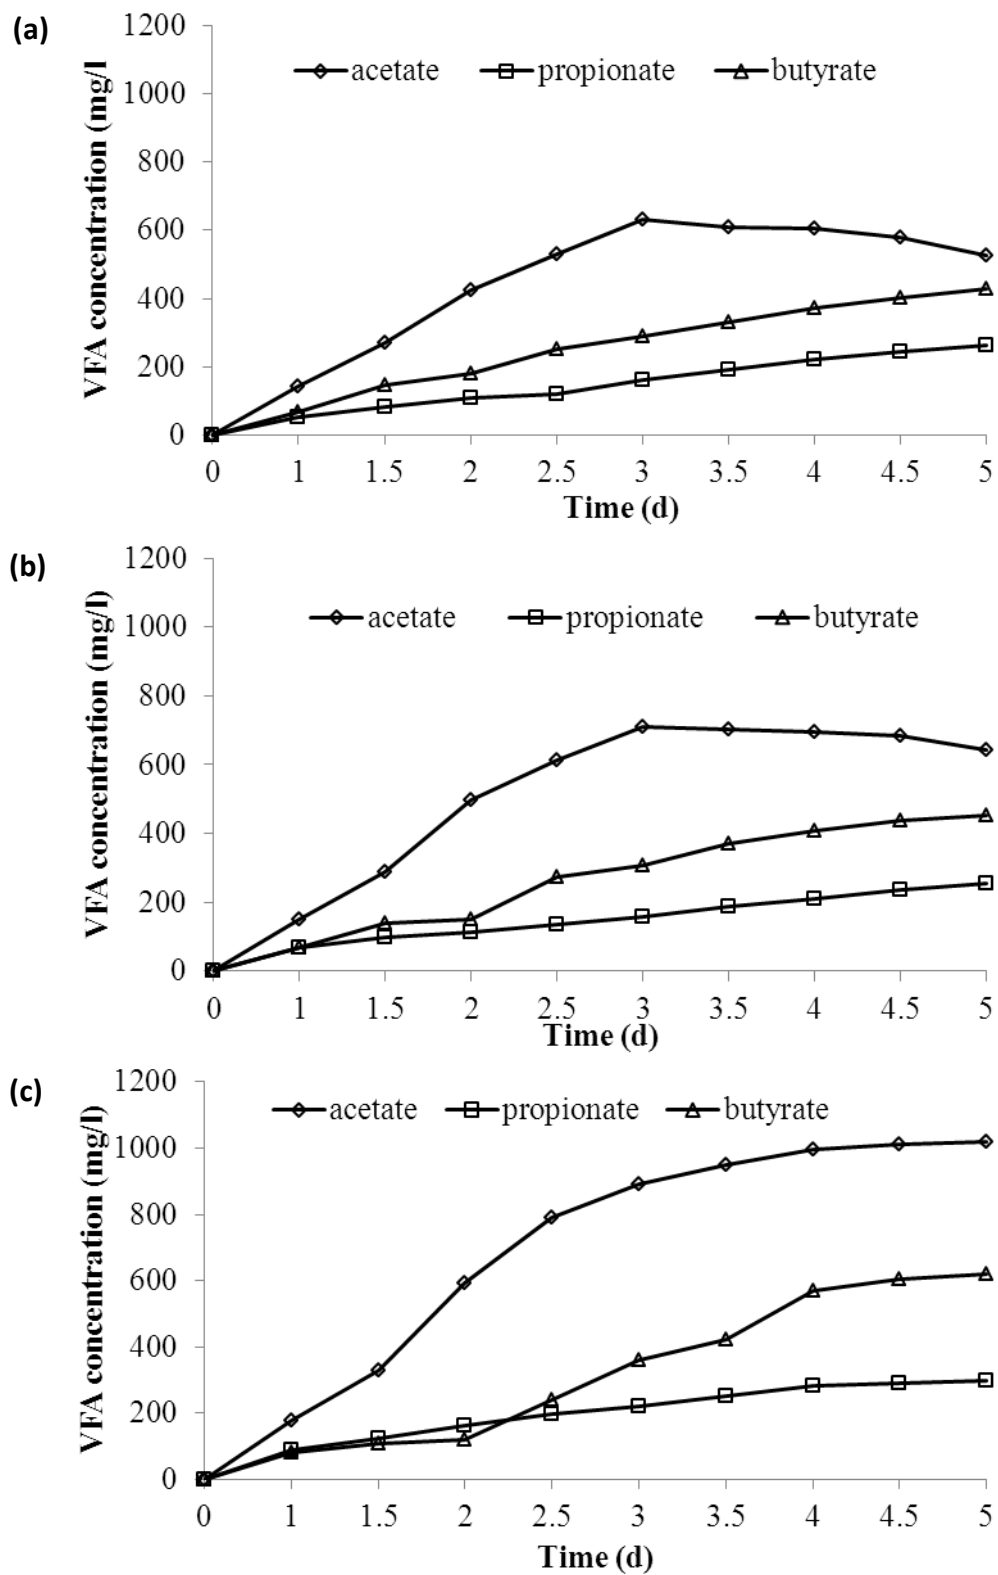 (a)
VFA concentration (mg/l
1200
1000
800
600
400
200
0
acetate propionate butyrate
0 1 1.5 2 2.5 3 3.5 4 4.5 5
Time (d)
(b)
VFA concentration (mg/l)
1200
1000
800
600
400
200
0
acetate propionate butyrate
0 1 1.5 2 2.5 3 3.5 4 4.5 5
Time (d)
(c)
VFA concentration (mg/l)
1200
1000
800
600
400
200
0
acetate propionate butyrate
0 1 1.5 2 2.5 3 3.5 4 4.5 5
Time (d)